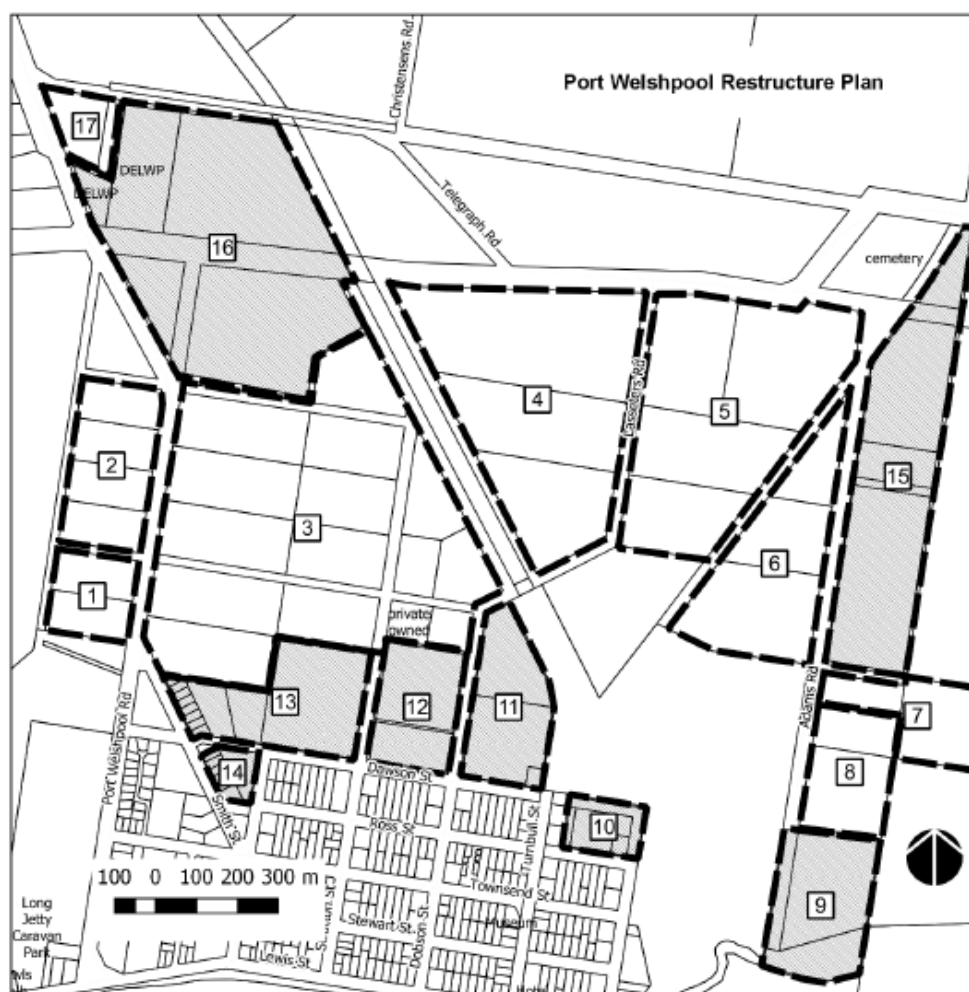 Port Welshpool Restructure Plan
Christensens Rd
17
DELWP
DELWP
16
Telegraph Rd
cemetery
4
Lasseters Rd
5
2
15
3
6
1
private
owned
13
12
11
Adams Rd
7
Port Welshpool Rd
8
14
Smith St
Dawson St
10
Ross St
Turnbull St
100 0 100 200 300 m
Townsend St
9
Long
Jetty
Caravan
Park
Stewart St
Museum
Dobson St
Lewis St